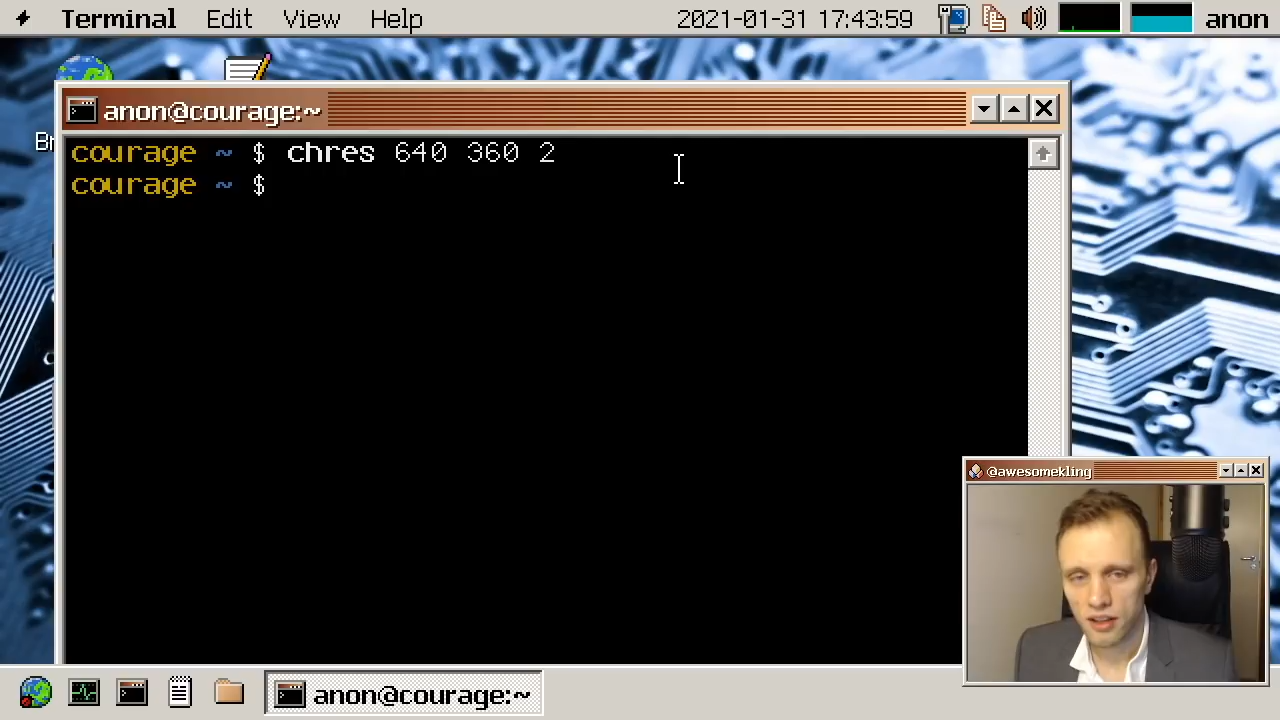 Terminal Edit View Help 2021-01-31 17:43:59 anon
Br
anon@courage:~
courage ~ $ chres 640 360 2
courage ~ $
@awesomekling
anon@courage:~